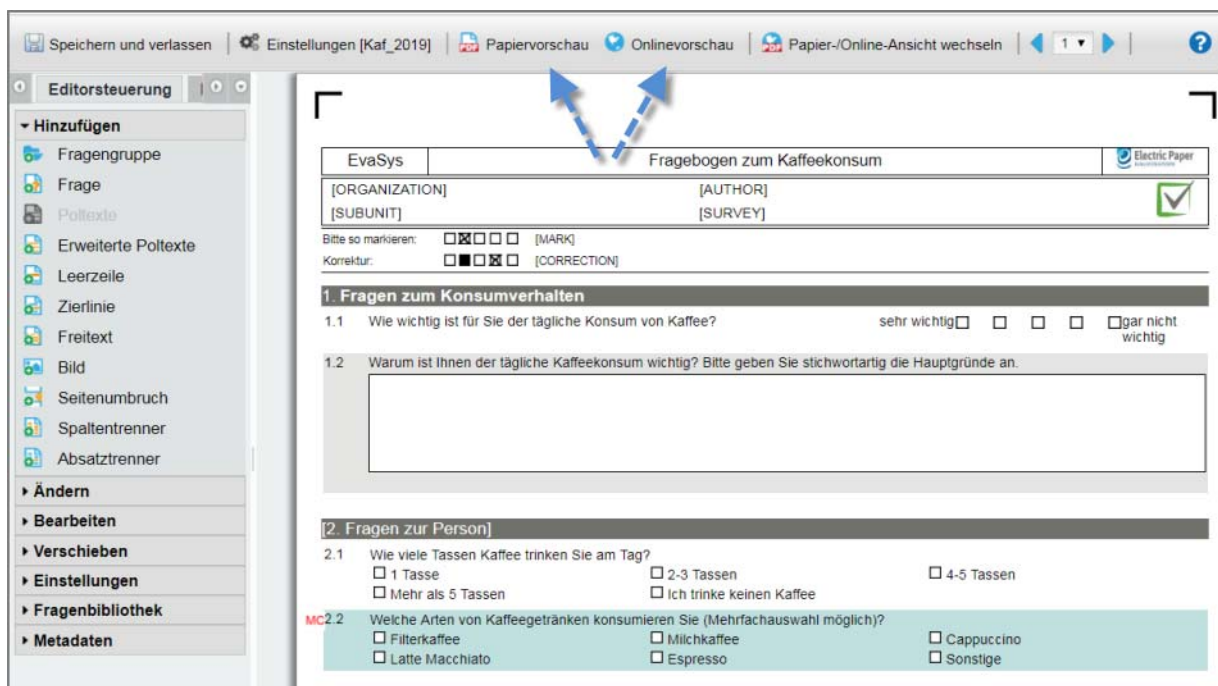 Speichern und verlassen Einstellungen [Kaf_2019] Papiervorschau Onlinevorschau Papier-/Online-Ansicht wechseln 1
Editorsteuerung
Hinzufügen
Fragengruppe
Frage
Poltexte
Erweiterte Poltexte
Leerzeile
Zierlinie
Freitext
Bild
Seitenumbruch
Spaltentrenner
Absatztrenner
Ändern
Bearbeiten
Verschieben
Einstellungen
Fragenbibliothek
Metadaten
EvaSys Fragebogen zum Kaffeekonsum Electric Paper
[ORGANIZATION] [AUTHOR]
[SUBUNIT] [SURVEY]
Bitte so markieren: [MARK]
Korrektur: [CORRECTION]
1. Fragen zum Konsumverhalten
1.1 Wie wichtig ist für Sie der tägliche Konsum von Kaffee? sehr wichtig gar nicht
wichtig
1.2 Warum ist Ihnen der tägliche Kaffeekonsum wichtig? Bitte geben Sie stichwortartig die Hauptgründe an.
[2. Fragen zur Person]
2.1 Wie viele Tassen Kaffee trinken Sie am Tag?
1 Tasse 2-3 Tassen 4-5 Tassen
Mehr als 5 Tassen Ich trinke keinen Kaffee
MC 2.2 Welche Arten von Kaffeegetränken konsumieren Sie (Mehrfachauswahl möglich)?
Filterkaffee Milchkaffee Cappuccino
Latte Macchiato Espresso Sonstige